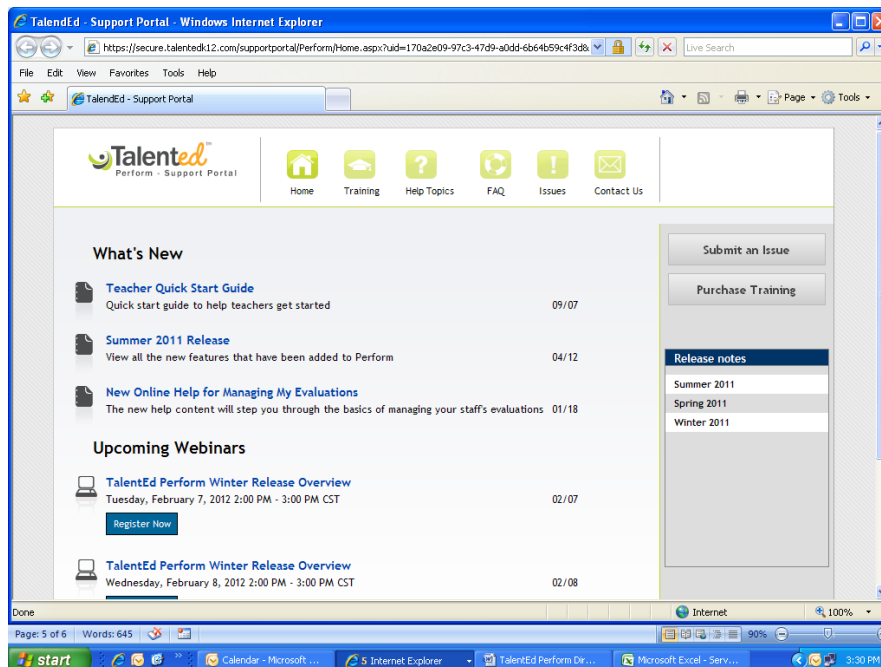 TalendEd - Support Portal - Windows Internet Explorer
https://secure.talentedk12.com/supportportal/Perform/Home.aspx?uid=170a2e09-97c3-47d9-a0dd-6b64b59c4f3d&
Live Search
File Edit View Favorites Tools Help
TalendEd - Support Portal
Page Tools
Talented
Perform - Support Portal
Home Training Help Topics FAQ Issues Contact Us
What's New
Teacher Quick Start Guide
Quick start guide to help teachers get started 09/07
Summer 2011 Release
View all the new features that have been added to Perform 04/12
New Online Help for Managing My Evaluations
The new help content will step you through the basics of managing your staff's evaluations 01/18
Upcoming Webinars
TalentEd Perform Winter Release Overview
Tuesday, February 7, 2012 2:00 PM - 3:00 PM CST 02/07
Register Now
TalentEd Perform Winter Release Overview
Wednesday, February 8, 2012 2:00 PM - 3:00 PM CST 02/08
Submit an Issue
Purchase Training
Release notes
Summer 2011
Spring 2011
Winter 2011
Done Internet 100%
Page: 5 of 6 Words: 645 90%
start Calendar - Microsoft ... 5 Internet Explorer TalentEd Perform Dir... Microsoft Excel - Serv... 3:30 PM